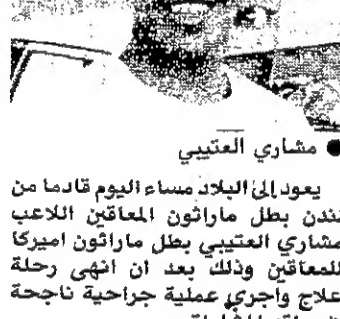 ● مشاري العتيبي
يعود إلى البلاد مساء اليوم قادما من
لندن بطل ماراثون المعاقين اللاعب
مشاري العتيبي بطل ماراثون اميركا
للمعاقين وذلك بعد ان انهى رحلة
علاج واجرى عملية جراحية ناجحة